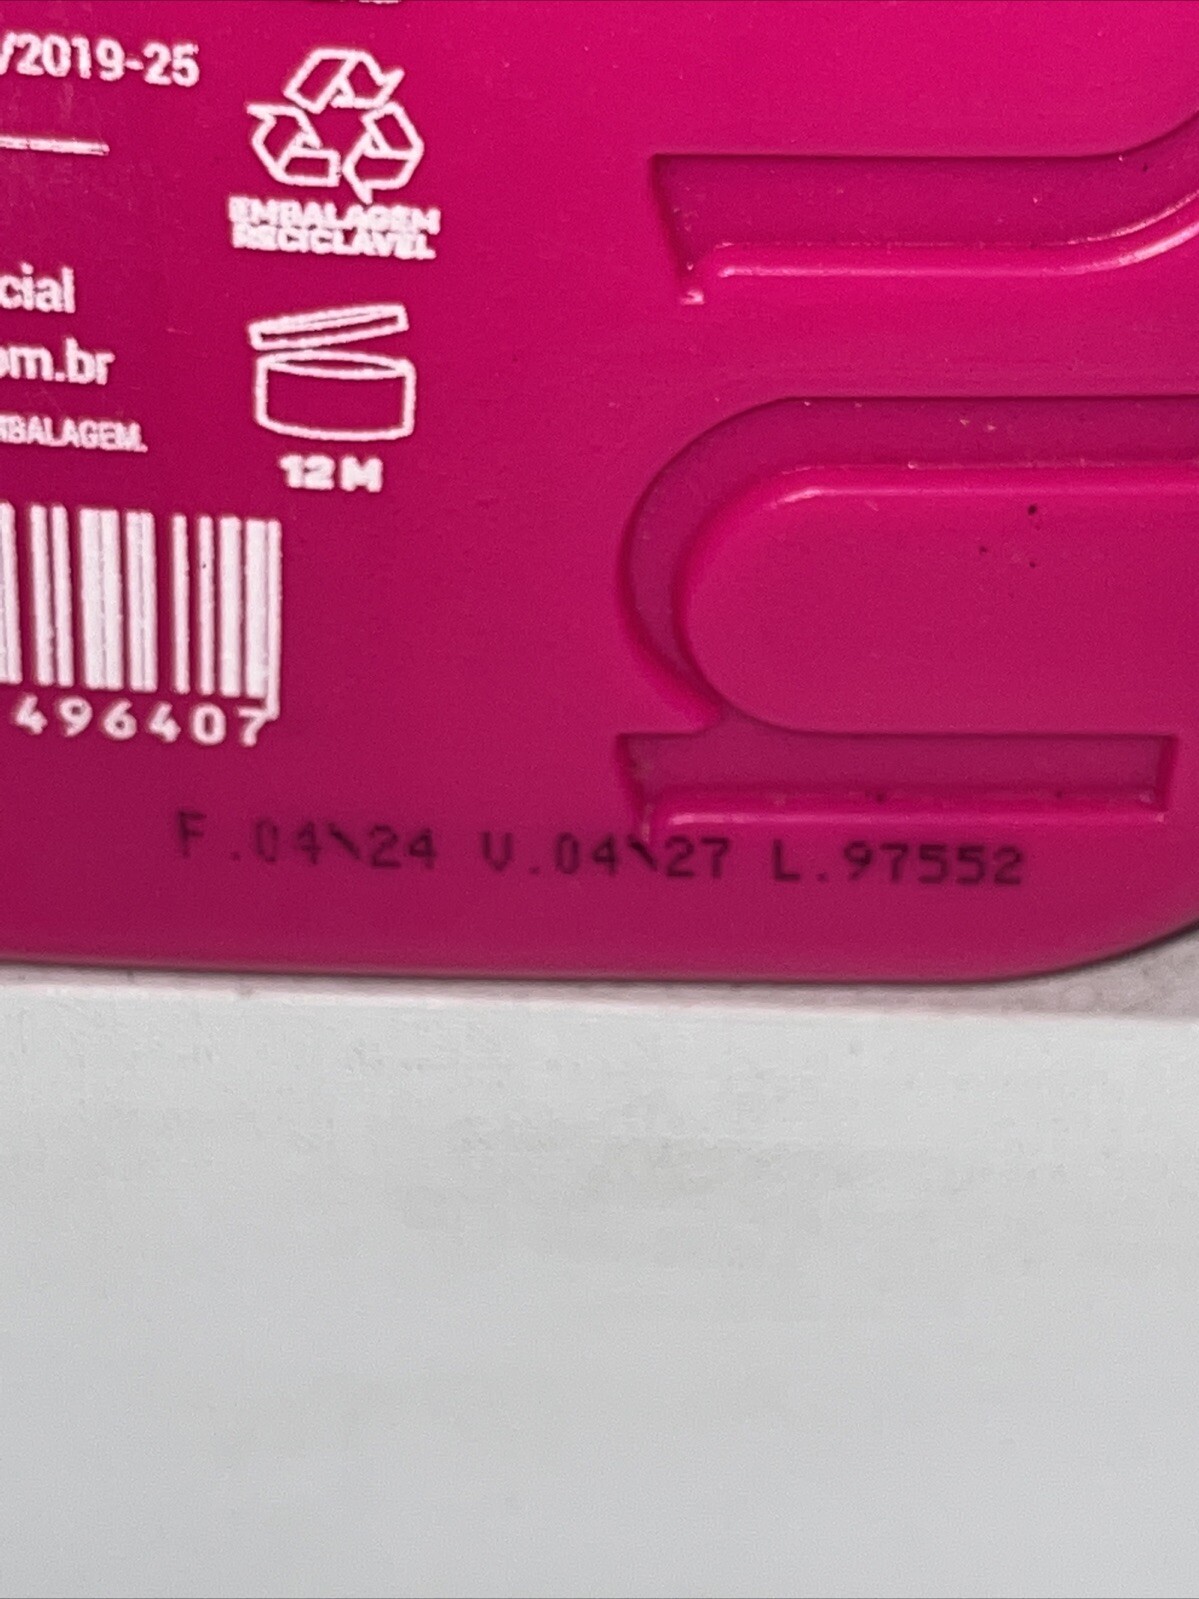 /2019-25
EMBALAGEM
RECICLÁVEL
cial
om.br
MBALAGEM.
12 M
496407
F.04\24 V.04\27 L.97552